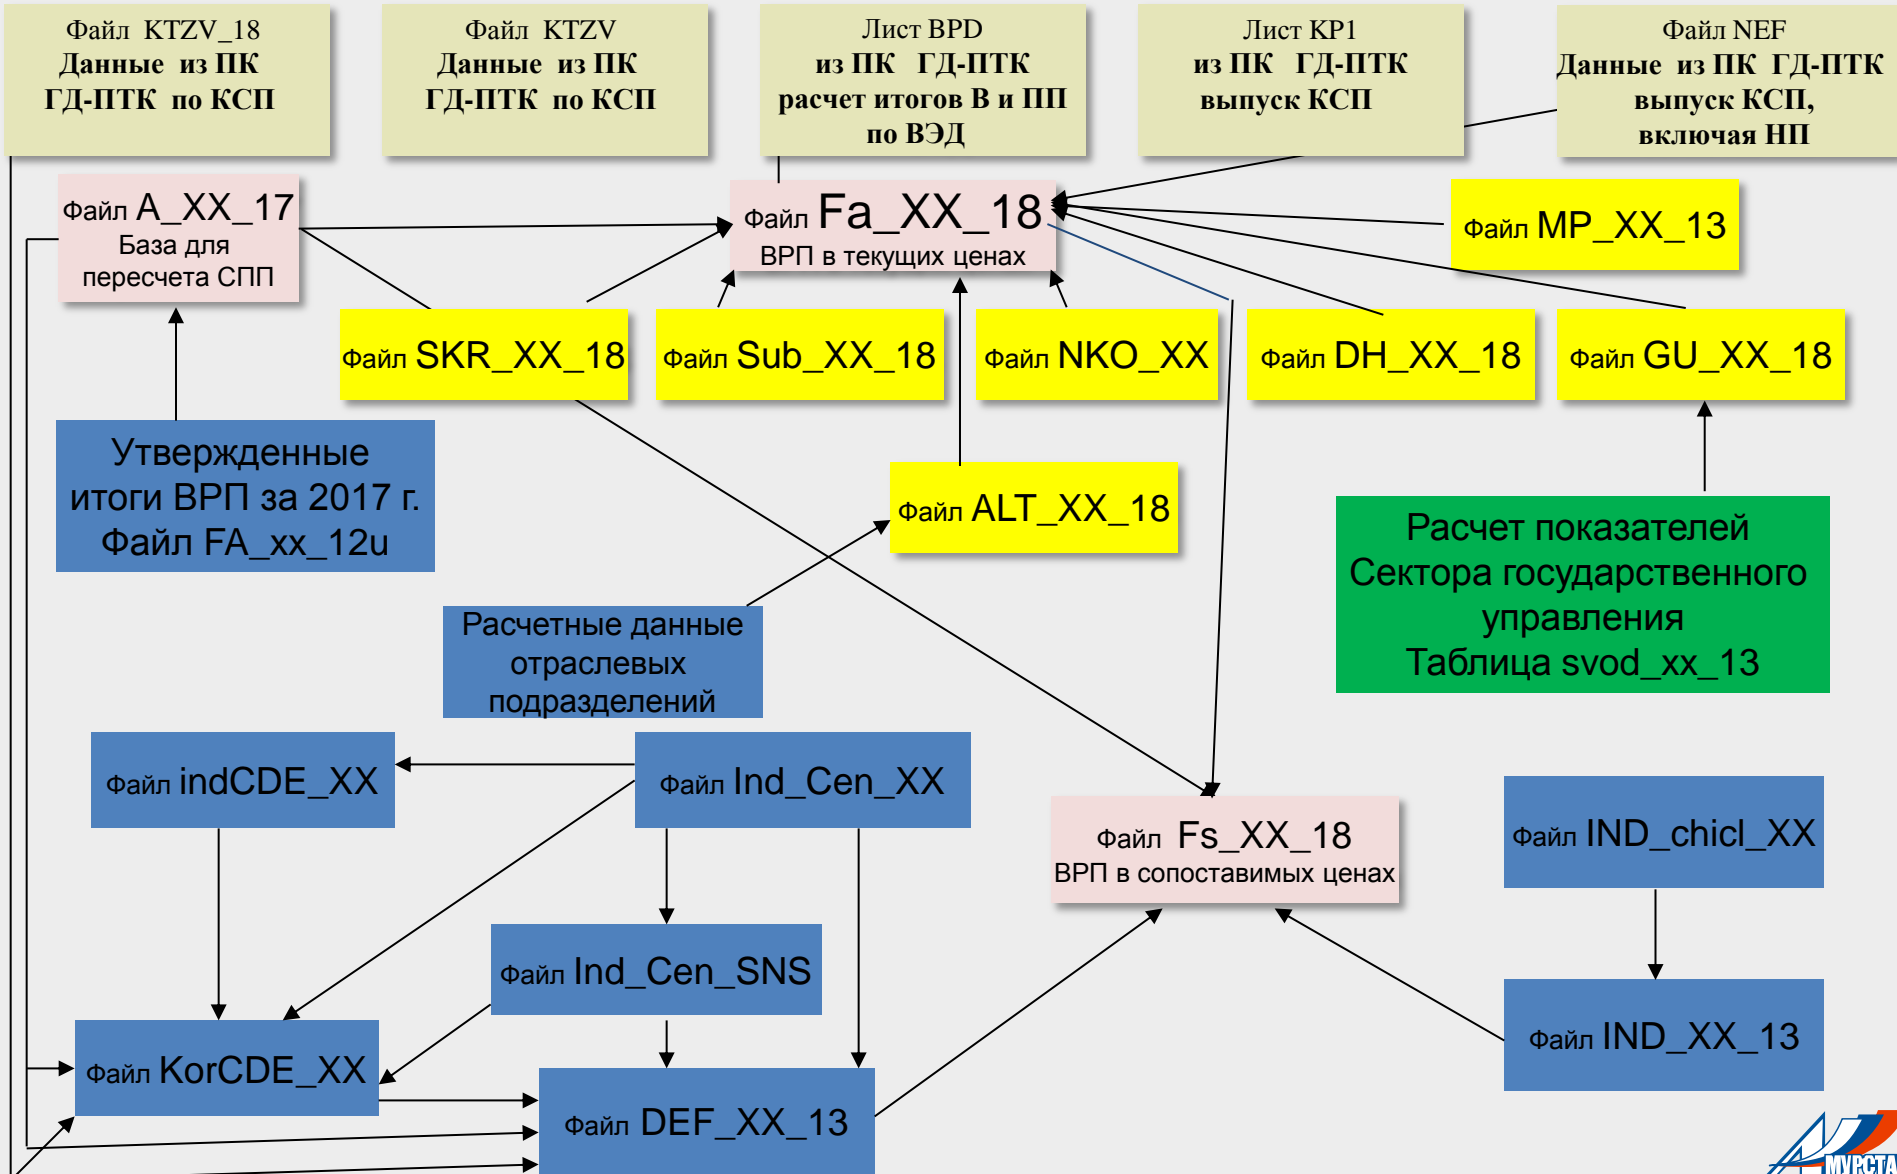 Файл KTZV_18
Данные из ПК
ГД-ПТК по КСП
Файл KTZV
Данные из ПК
ГД-ПТК по КСП
Лист BPD
из ПК ГД-ПТК
расчет итогов В и ПП
по ВЭД
Лист KP1
из ПК ГД-ПТК
выпуск КСП
Файл NEF
Данные из ПК ГД-ПТК
выпуск КСП,
включая НП
Файл A_XX_17
База для
пересчета СПП
Файл Fa_XX_18
ВРП в текущих ценах
Файл MP_XX_13
Файл SKR_XX_18
Файл Sub_XX_18
Файл NKO_XX
Файл DH_XX_18
Файл GU_XX_18
Утвержденные
итоги ВРП за 2017 г.
Файл FA_xx_12u
Файл ALT_XX_18
Расчет показателей
Сектора государственного
управления
Таблица svod_xx_13
Расчетные данные
отраслевых
подразделений
Файл indCDE_XX
Файл Ind_Cen_XX
Файл Fs_XX_18
ВРП в сопоставимых ценах
Файл IND_chicl_XX
Файл Ind_Cen_SNS
Файл IND_XX_13
Файл KorCDE_XX
Файл DEF_XX_13